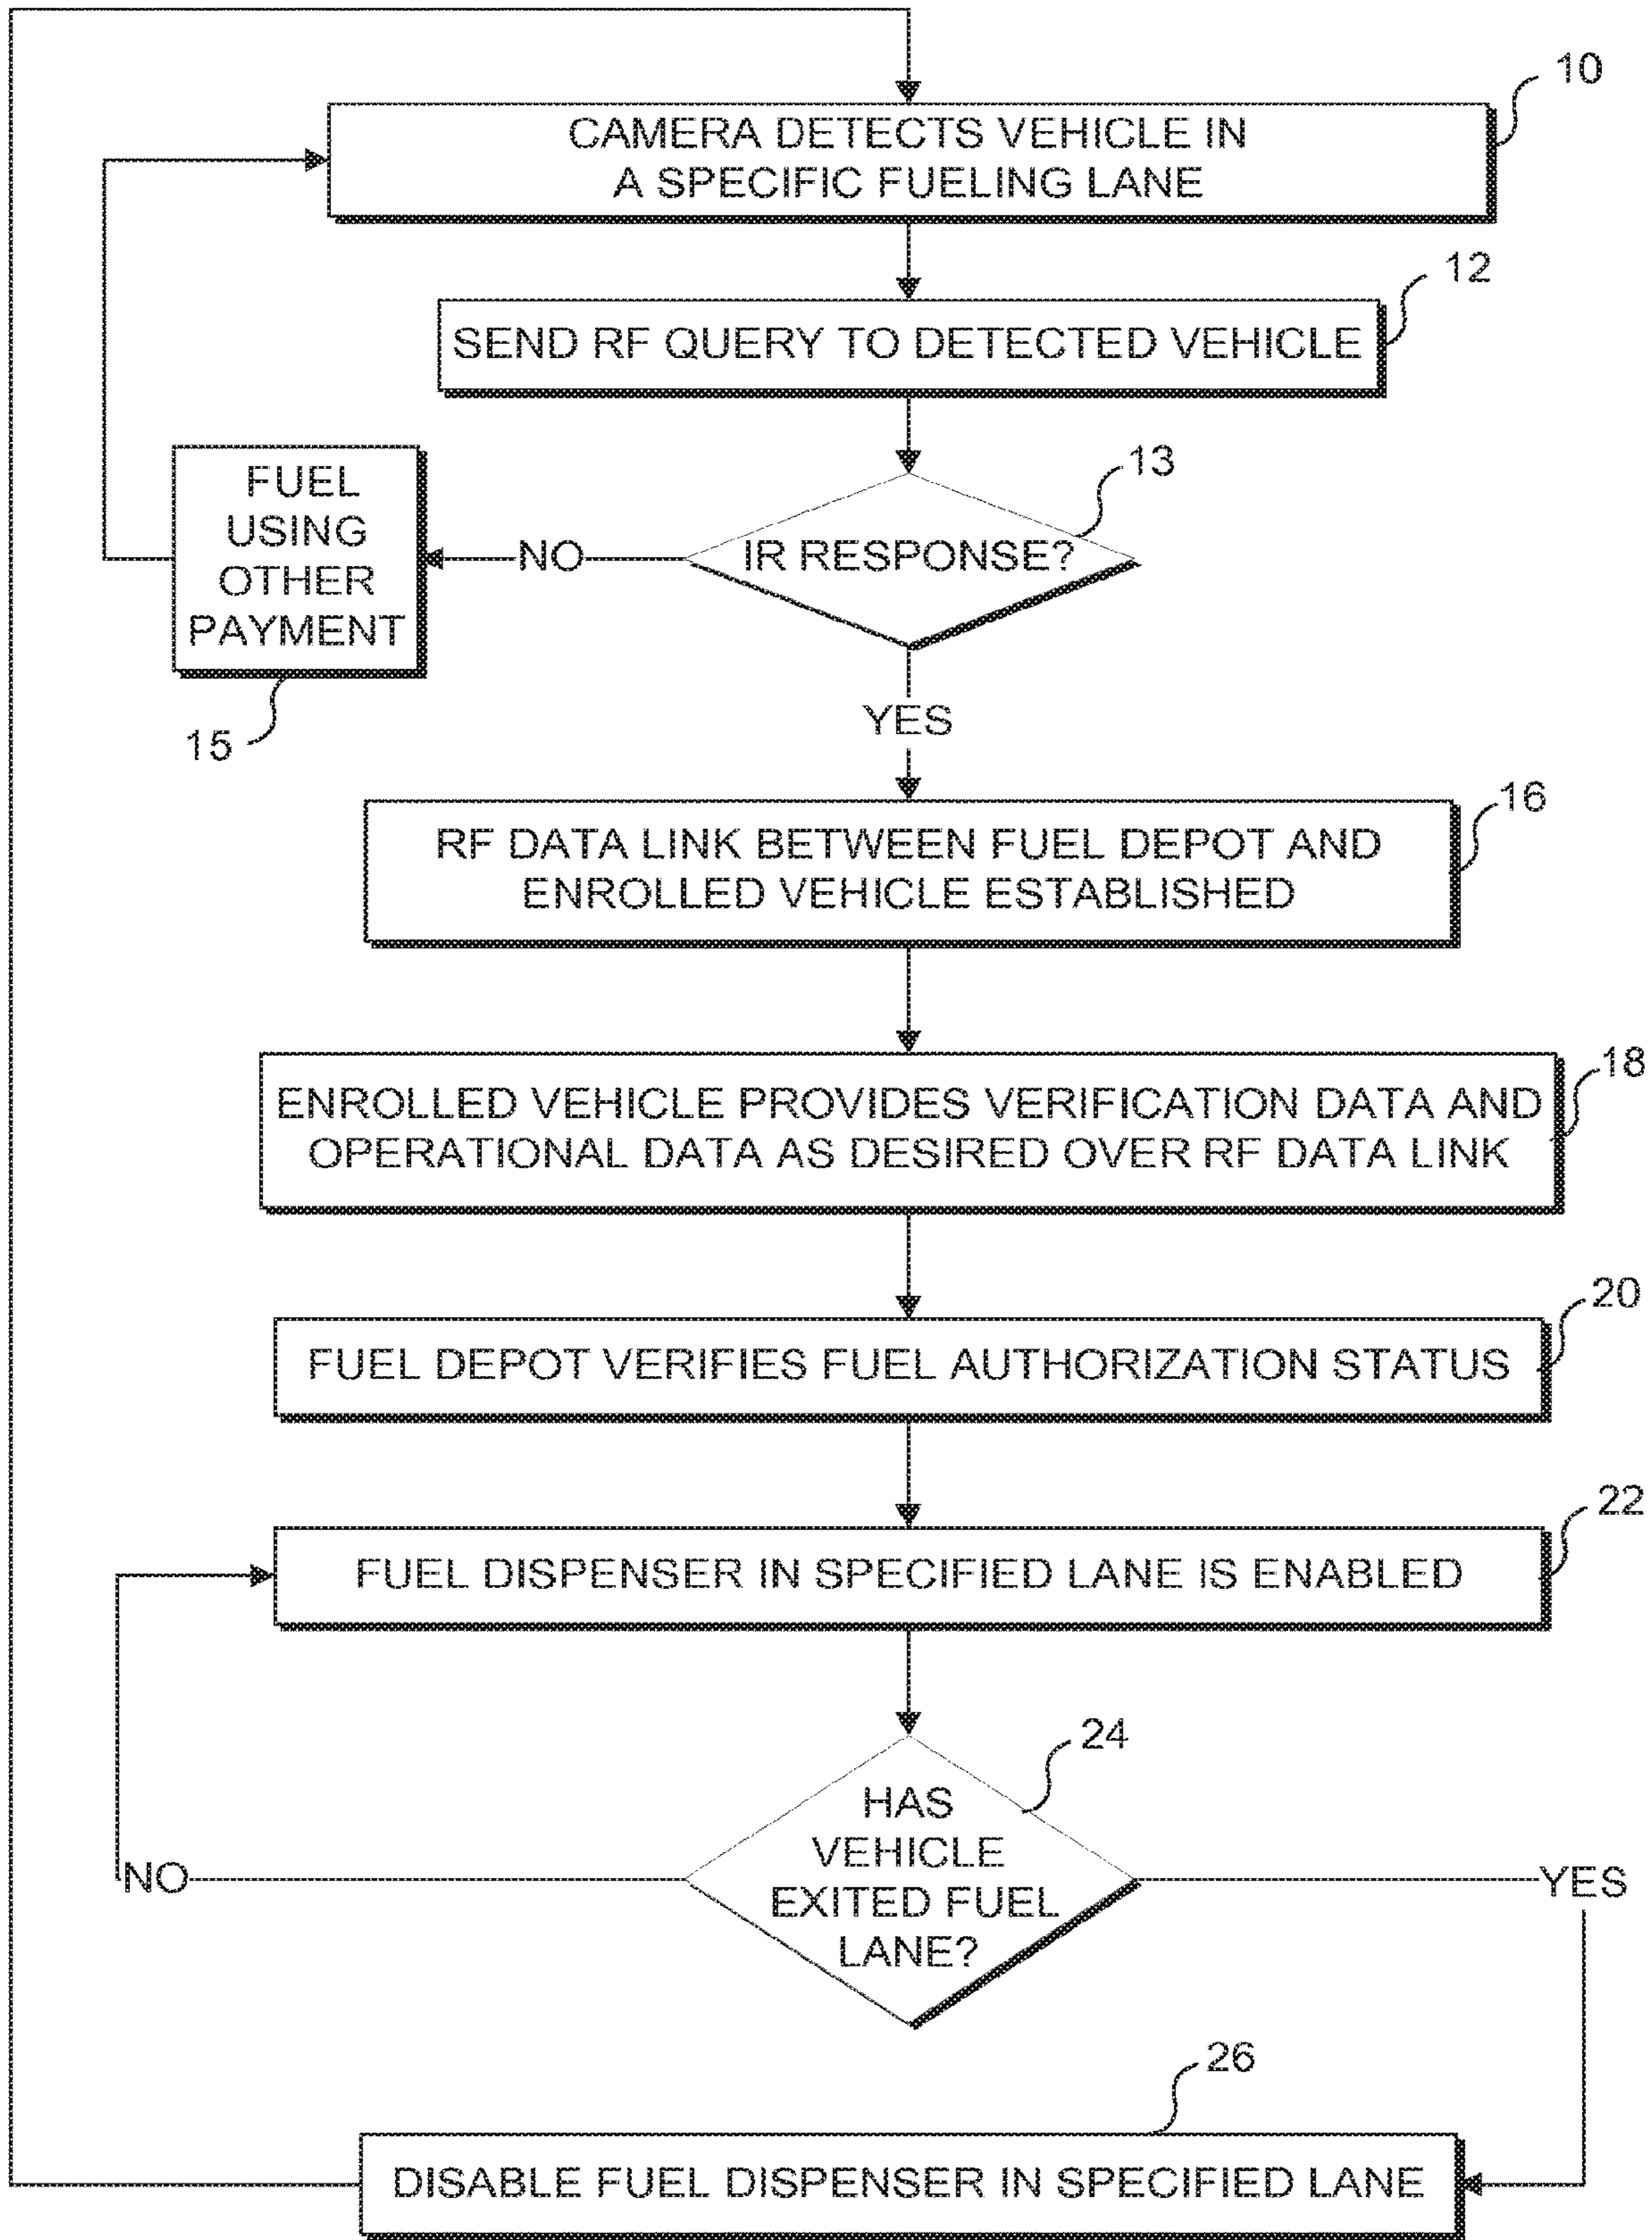 10
CAMERA DETECTS VEHICLE IN
A SPECIFIC FUELING LANE
12
SEND RF QUERY TO DETECTED VEHICLE
13
IR RESPONSE?
NO
FUEL
USING
OTHER
PAYMENT
15
YES
16
RF DATA LINK BETWEEN FUEL DEPOT AND
ENROLLED VEHICLE ESTABLISHED
18
ENROLLED VEHICLE PROVIDES VERIFICATION DATA AND
OPERATIONAL DATA AS DESIRED OVER RF DATA LINK
20
FUEL DEPOT VERIFIES FUEL AUTHORIZATION STATUS
22
FUEL DISPENSER IN SPECIFIED LANE IS ENABLED
24
HAS
VEHICLE
EXITED FUEL
LANE?
NO
YES
26
DISABLE FUEL DISPENSER IN SPECIFIED LANE